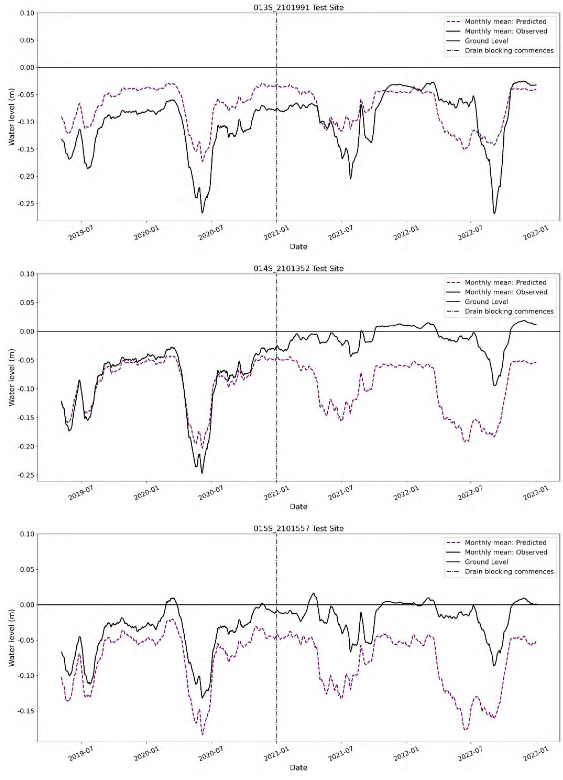 013S_2101991 Test Site
Monthly mean: Predicted
Monthly mean: Observed
Ground Level
Drain blocking commences
0.10
0.05
0.00
-0.05
-0.10
-0.15
-0.20
-0.25
Water level (m)
2019-07 2020-01 2020-07 2021-01 2021-07 2022-01 2022-07 2023-01
Date
014S_2101352 Test Site
Monthly mean: Predicted
Monthly mean: Observed
Ground Level
Drain blocking commences
0.10
0.05
0.00
-0.05
-0.10
-0.15
-0.20
-0.25
Water level (m)
2019-07 2020-01 2020-07 2021-01 2021-07 2022-01 2022-07 2023-01
Date
015S_2101557 Test Site
Monthly mean: Predicted
Monthly mean: Observed
Ground Level
Drain blocking commences
0.10
0.05
0.00
-0.05
-0.10
-0.15
Water level (m)
2019-07 2020-01 2020-07 2021-01 2021-07 2022-01 2022-07 2023-01
Date